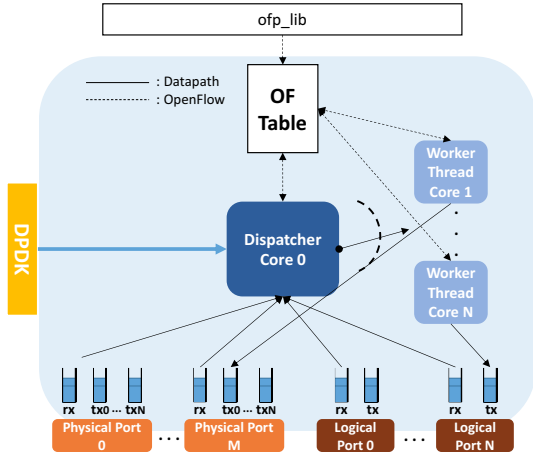 ofp_lib
: Datapath
: OpenFlow
OF
Table
Worker
Thread
Core 1
DPDK
Dispatcher
Core 0
Worker
Thread
Core N
rx tx0 ... txN rx tx0... txN rx tx rx tx
Physical Port
0
...
Physical Port
M
Logical
Port 0
...
Logical
Port N